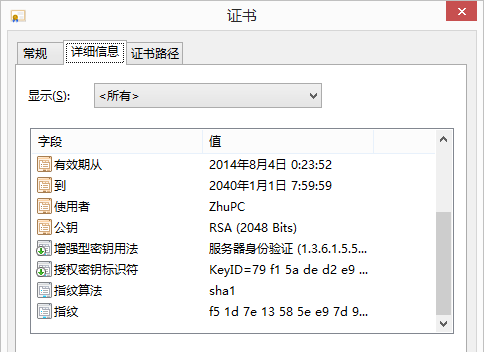 证书
常规 详细信息 证书路径
显示(S): <所有>
字段 值
有效期从 2014年8月4日 0:23:52
到 2040年1月1日 7:59:59
使用者 ZhuPC
公钥 RSA (2048 Bits)
增强型密钥用法 服务器身份验证 (1.3.6.1.5.5...
授权密钥标识符 KeyID=79 f1 5a de d2 e9 ...
指纹算法 sha1
指纹 f5 1d 7e 13 58 5e e9 7d 9...